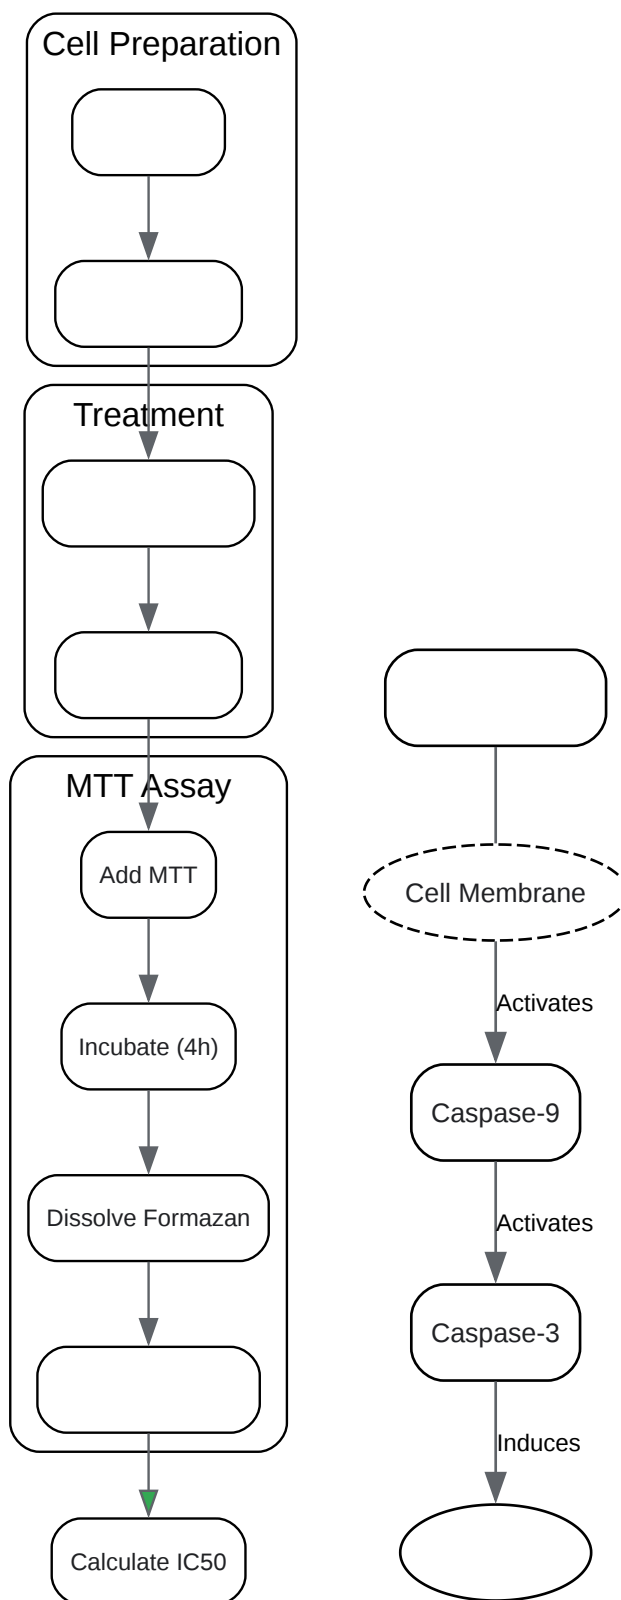 Cell Preparation
Treatment
MTT Assay
Add MTT
Incubate (4h)
Dissolve Formazan
Calculate IC50
Cell Membrane
Activates
Caspase-9
Activates
Caspase-3
Induces